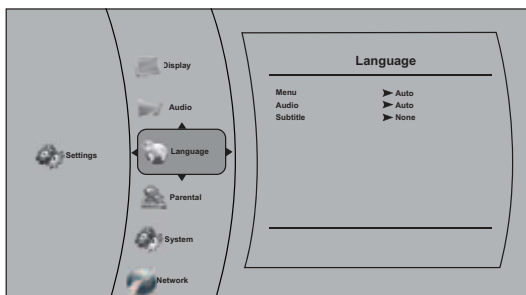 Settings
Display
Audio
Language
Parental
System
Network
Language
Menu Auto
Audio Auto
Subtitle None